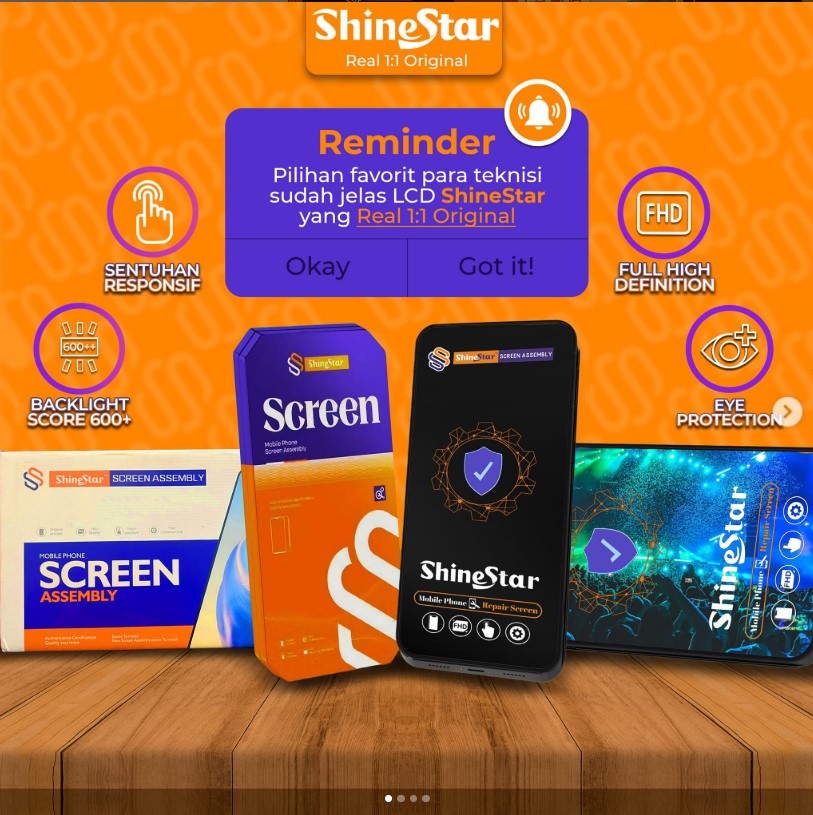 ShineStar
Real 1:1 Original
Reminder
Pilihan favorit para teknisi
sudah jelas LCD ShineStar
yang Real 1:1 Original
Okay
Got it!
SENTUHAN
RESPONSIF
FULL HIGH
DEFINITION
FHD
600++
BACKLIGHT
SCORE 600+
EYE
PROTECTION
ShineStar SCREEN ASSEMBLY
MOBILE PHONE
SCREEN
ASSEMBLY
ShineStar
Screen
Mobile Phone
Screen Assembly
ShineStar SCREEN ASSEMBLY
ShineStar
Mobile Phone Repair Screen
FHD
ShineStar
Mobile Phone Repair Screen
FHD